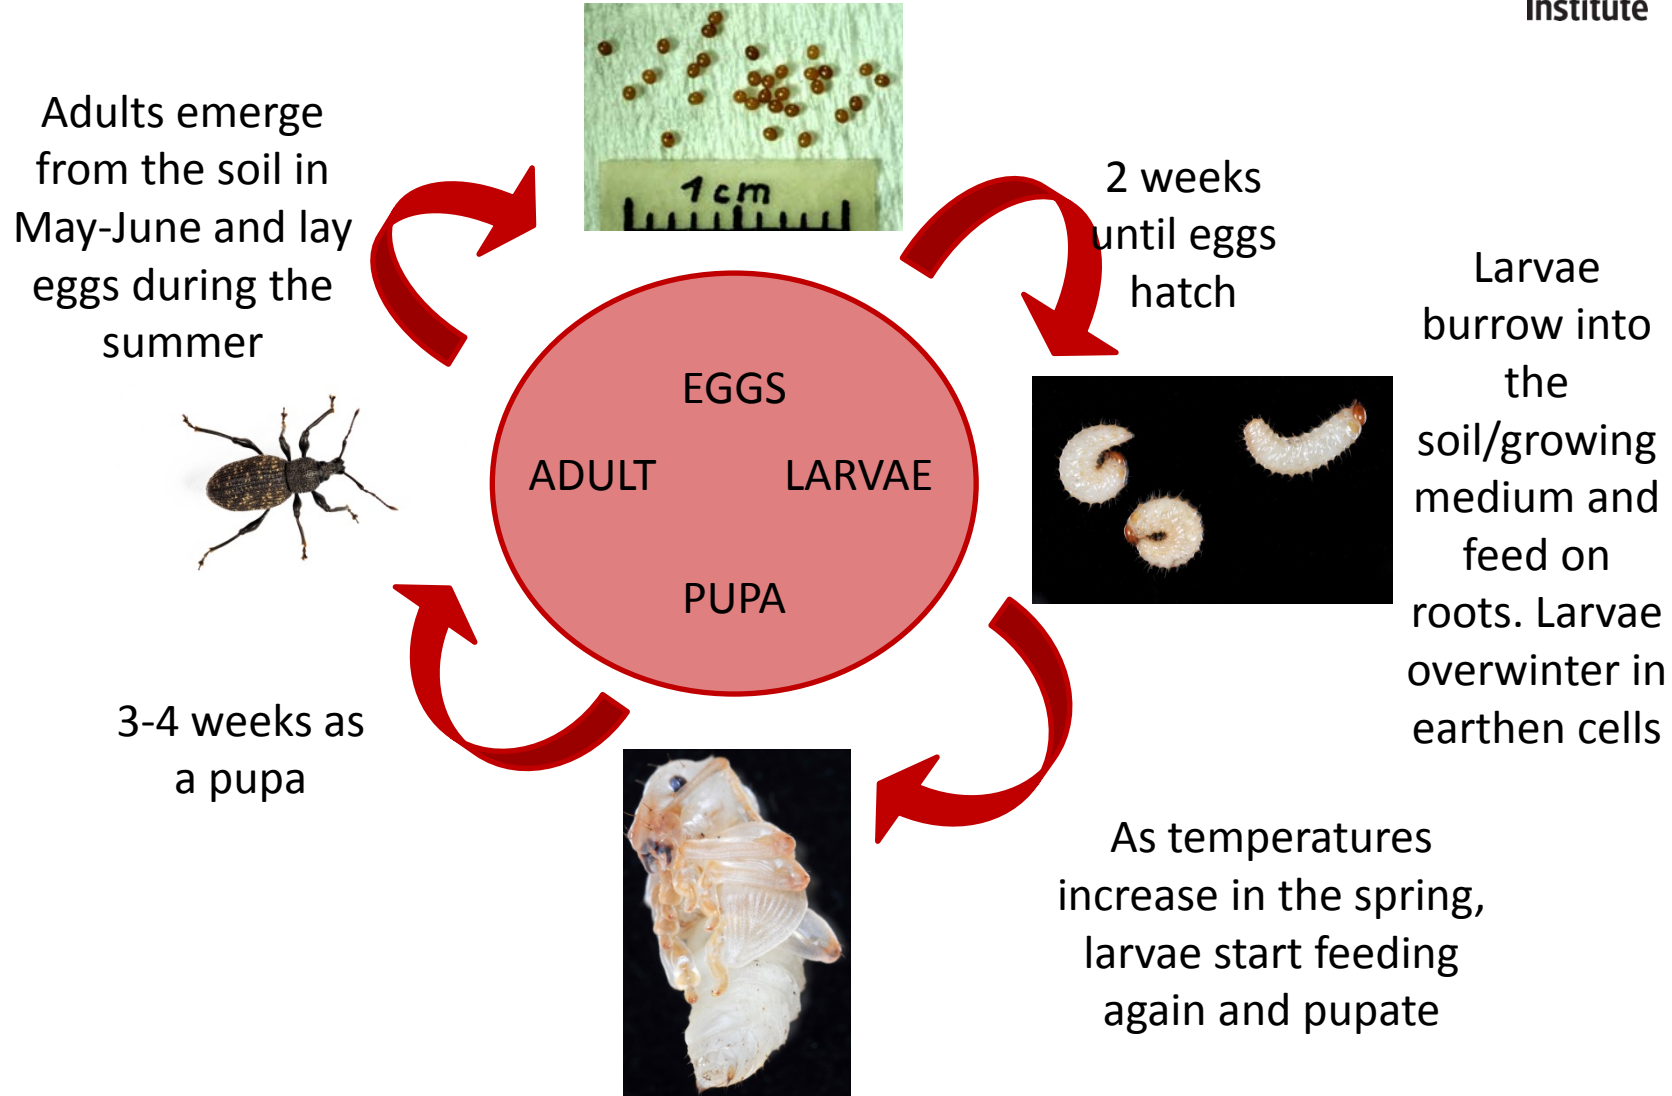 Institute
Adults emerge
from the soil in
May-June and lay
eggs during the
summer
1 cm
2 weeks
until eggs
hatch
Larvae
burrow into
the
soil/growing
medium and
feed on
roots. Larvae
overwinter in
earthen cells
EGGS
ADULT
LARVAE
PUPA
3-4 weeks as
a pupa
As temperatures
increase in the spring,
larvae start feeding
again and pupate